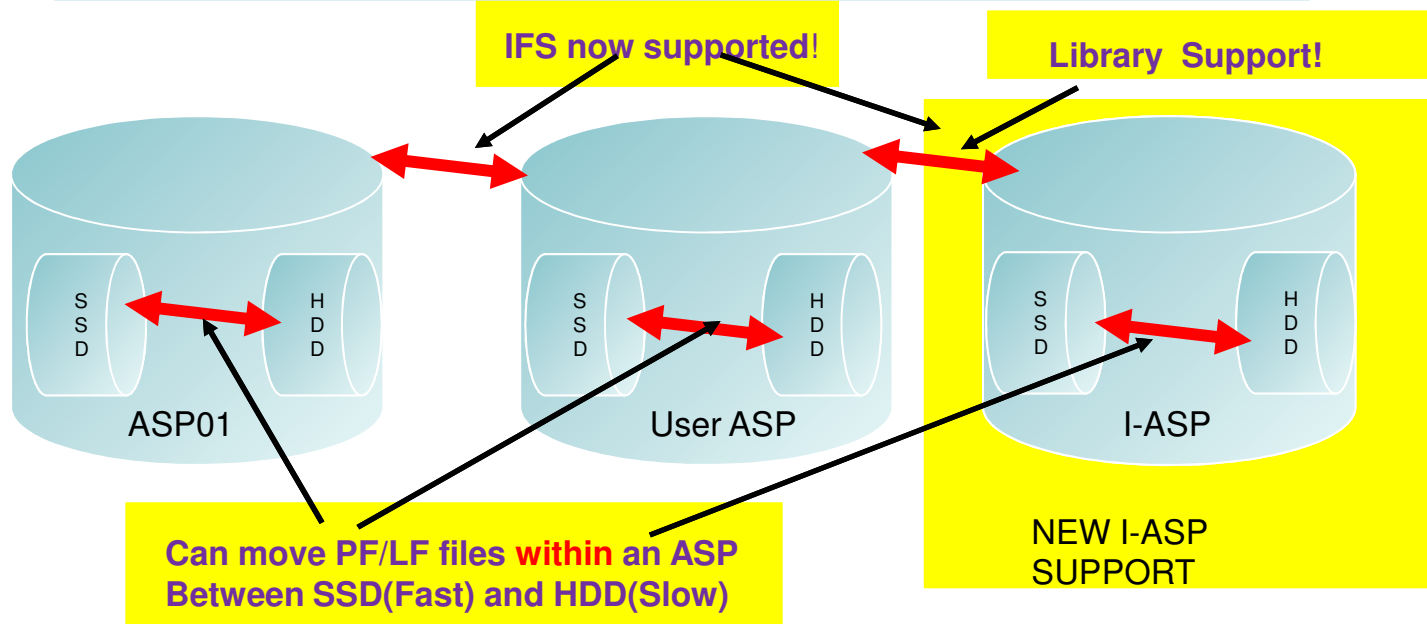 IFS now supported!
Library Support!
S
S
D
H
D
D
S
S
D
H
D
D
S
S
D
H
D
D
ASP01
User ASP
I-ASP
Can move PF/LF files within an ASP
Between SSD(Fast) and HDD(Slow)
NEW I-ASP
SUPPORT